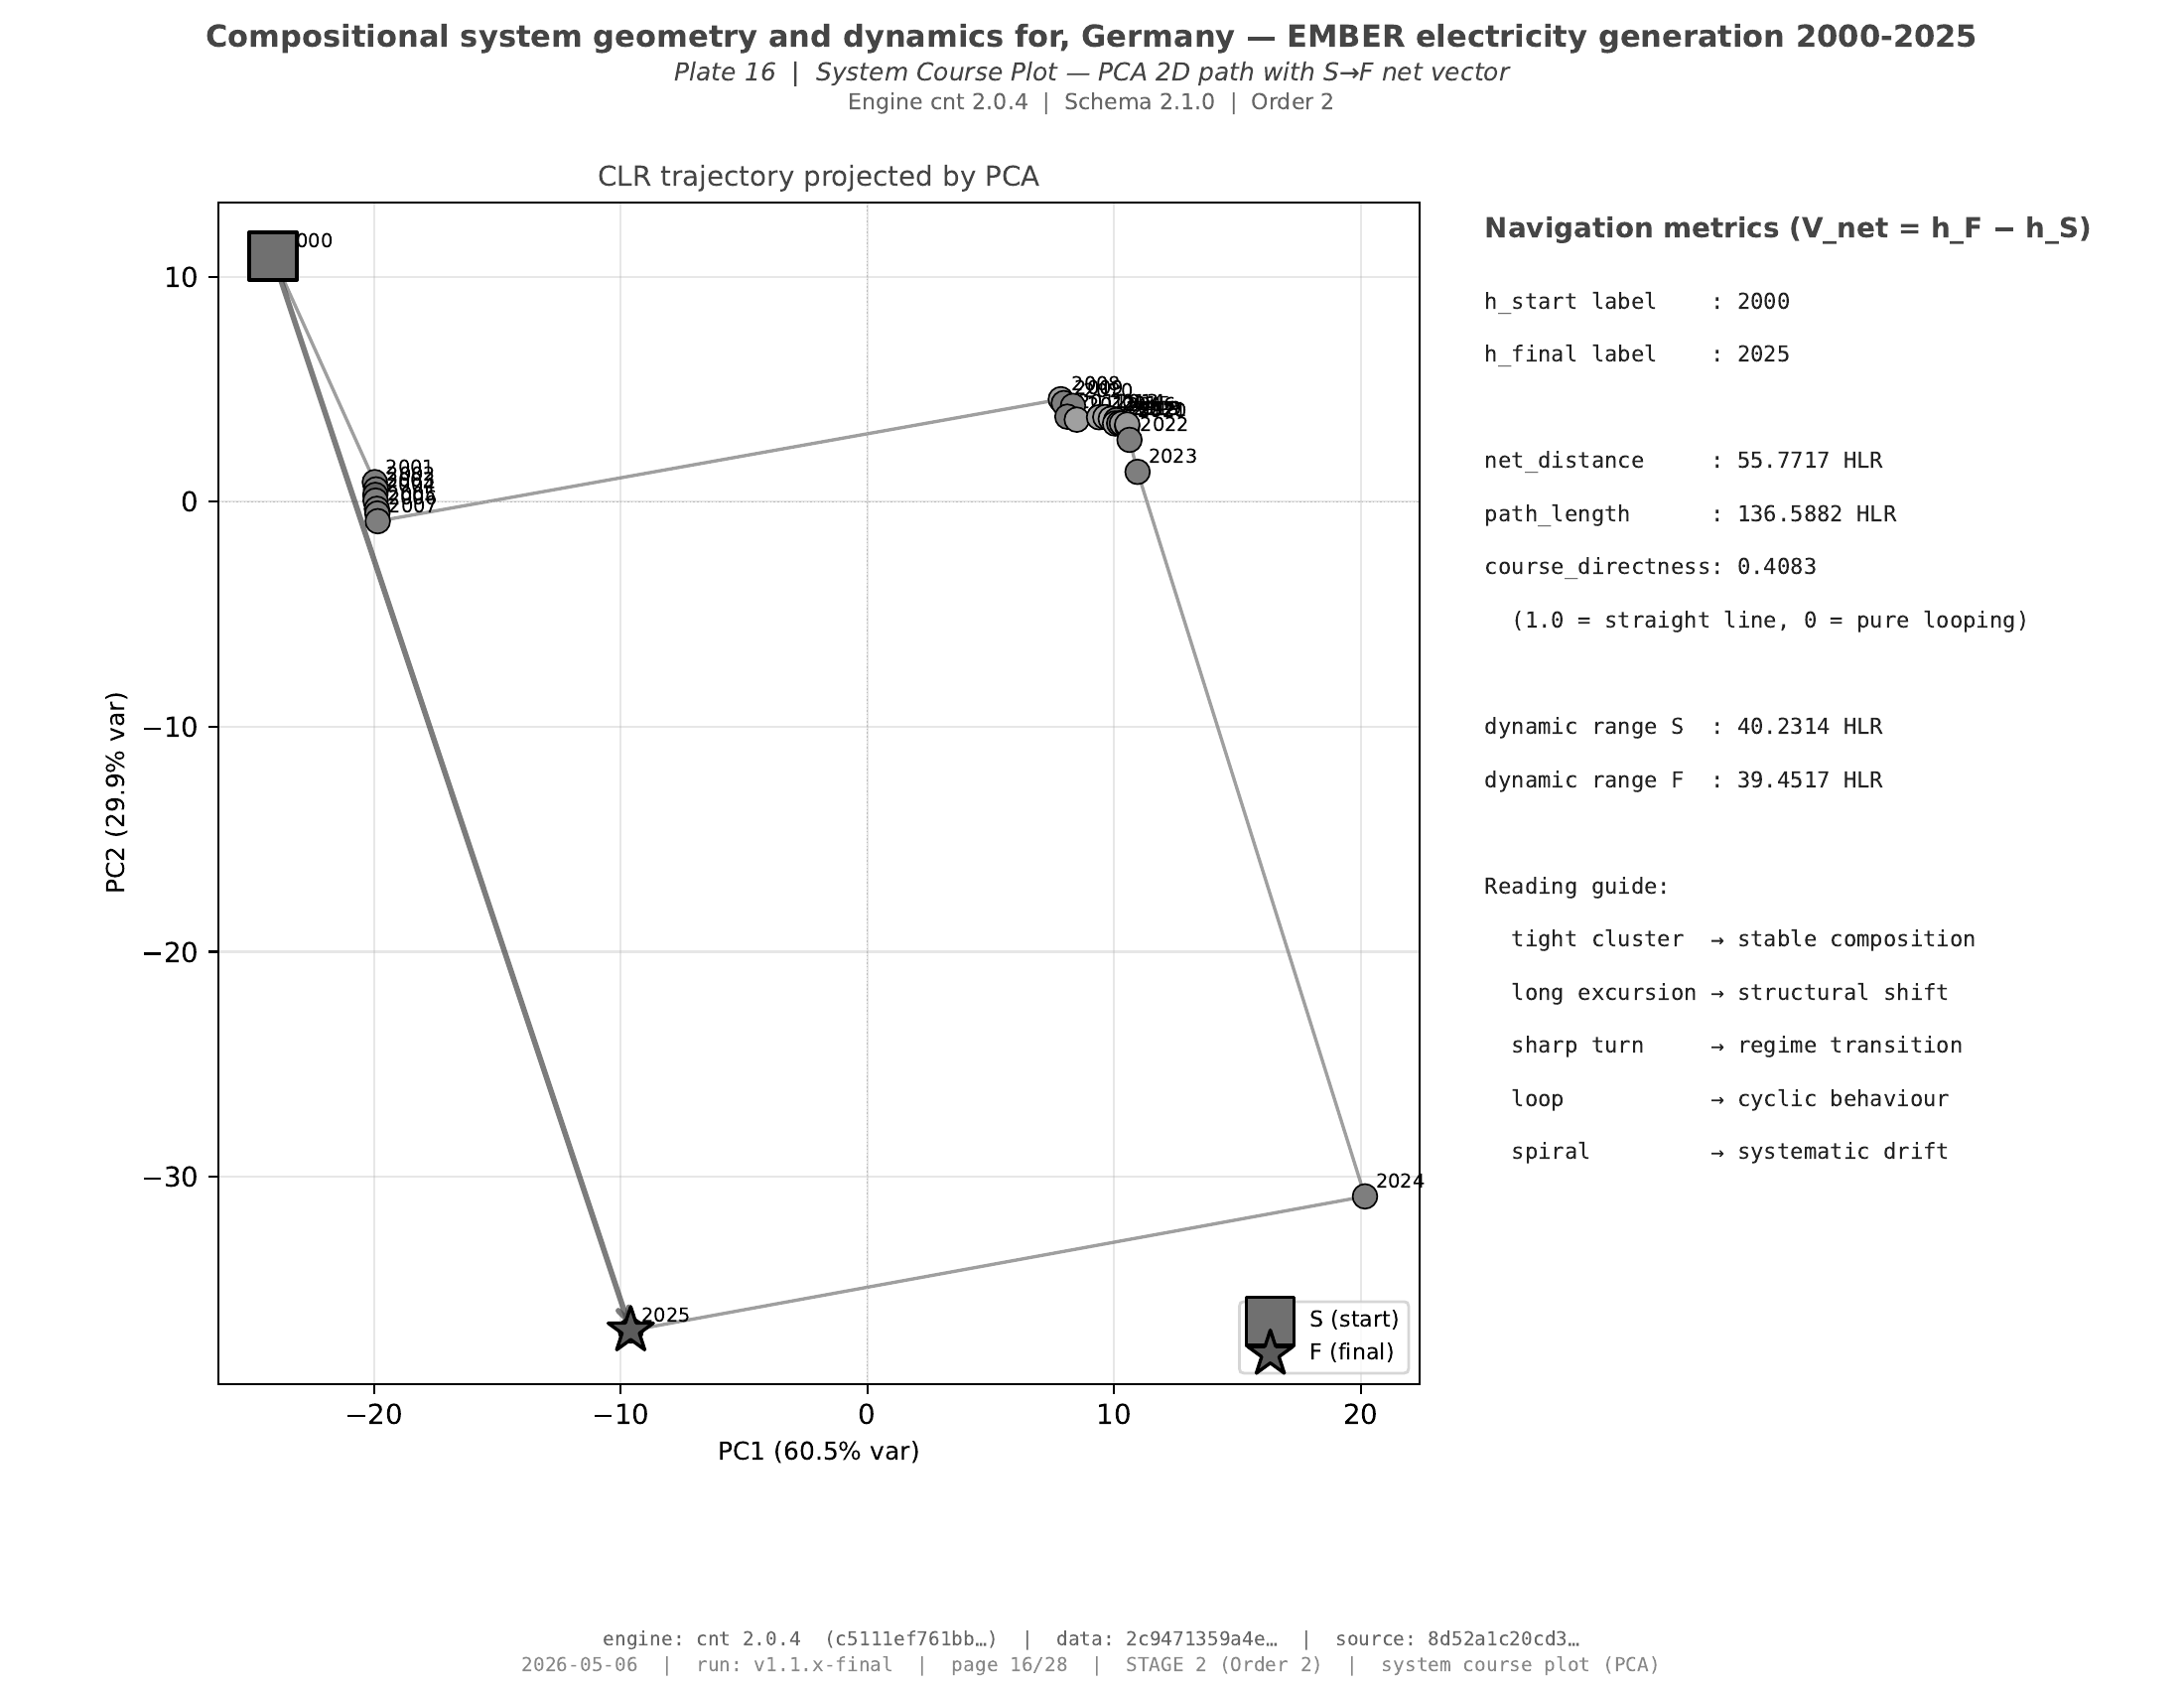 Compositional system geometry and dynamics for, Germany — EMBER electricity generation 2000-2025
Plate 16 | System Course Plot — PCA 2D path with S→F net vector
Engine cnt 2.0.4 | Schema 2.1.0 | Order 2
CLR trajectory projected by PCA
Navigation metrics (V_net = h_F − h_S)
h_start label : 2000
h_final label : 2025
net_distance : 55.7717 HLR
path_length : 136.5882 HLR
course_directness: 0.4083
(1.0 = straight line, 0 = pure looping)
dynamic range S : 40.2314 HLR
dynamic range F : 39.4517 HLR
Reading guide:
tight cluster → stable composition
long excursion → structural shift
sharp turn → regime transition
loop → cyclic behaviour
spiral → systematic drift
000
2001
2007
2008
2022
2023
2024
2025
10
0
−10
−20
−30
PC2 (29.9% var)
S (start)
F (final)
−20
−10
0
10
20
PC1 (60.5% var)
engine: cnt 2.0.4 (c5111ef761bb…) | data: 2c9471359a4e… | source: 8d52a1c20cd3…
2026-05-06 | run: v1.1.x-final | page 16/28 | STAGE 2 (Order 2) | system course plot (PCA)